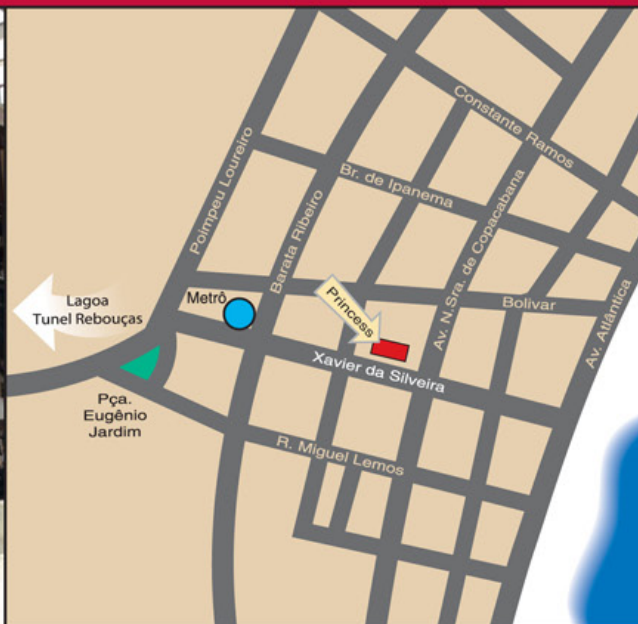 Constante Ramos
Poimpeu Loureiro
Br. de Ipanema
Barata Ribeiro
Av. N.Sra. de Copacabana
Metrô
Lagoa
Tunel Rebouças
Princess
Bolivar
Av. Atlântica
Xavier da Silveira
Pça.
Eugênio
Jardim
R. Miguel Lemos